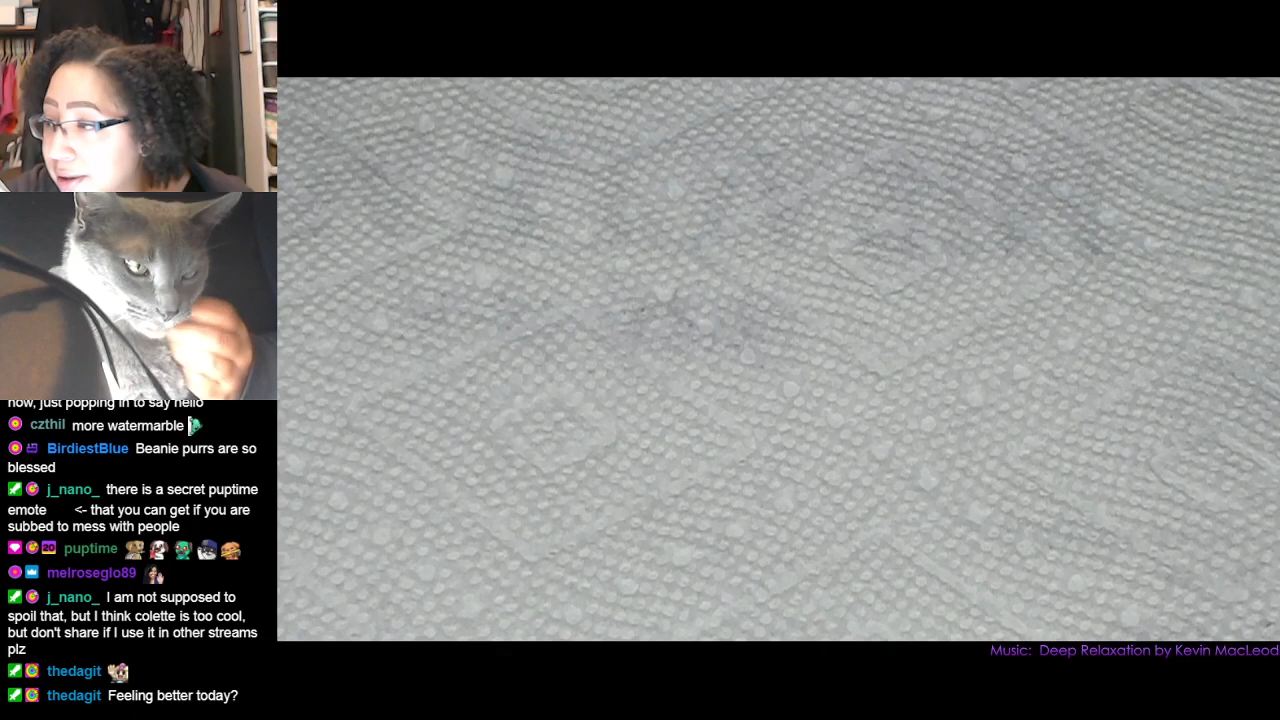 now, just popping in to say hello
czthil more watermarble
BirdiestBlue Beanie purrs are so
blessed
j_nano_ there is a secret puptime
emote <- that you can get if you are
subbed to mess with people
20 puptime
melroseglo89
j_nano_ I am not supposed to
spoil that, but I think colette is too cool,
but don't share if I use it in other streams
plz
thedagit
thedagit Feeling better today?
Music: Deep Relaxation by Kevin MacLeod